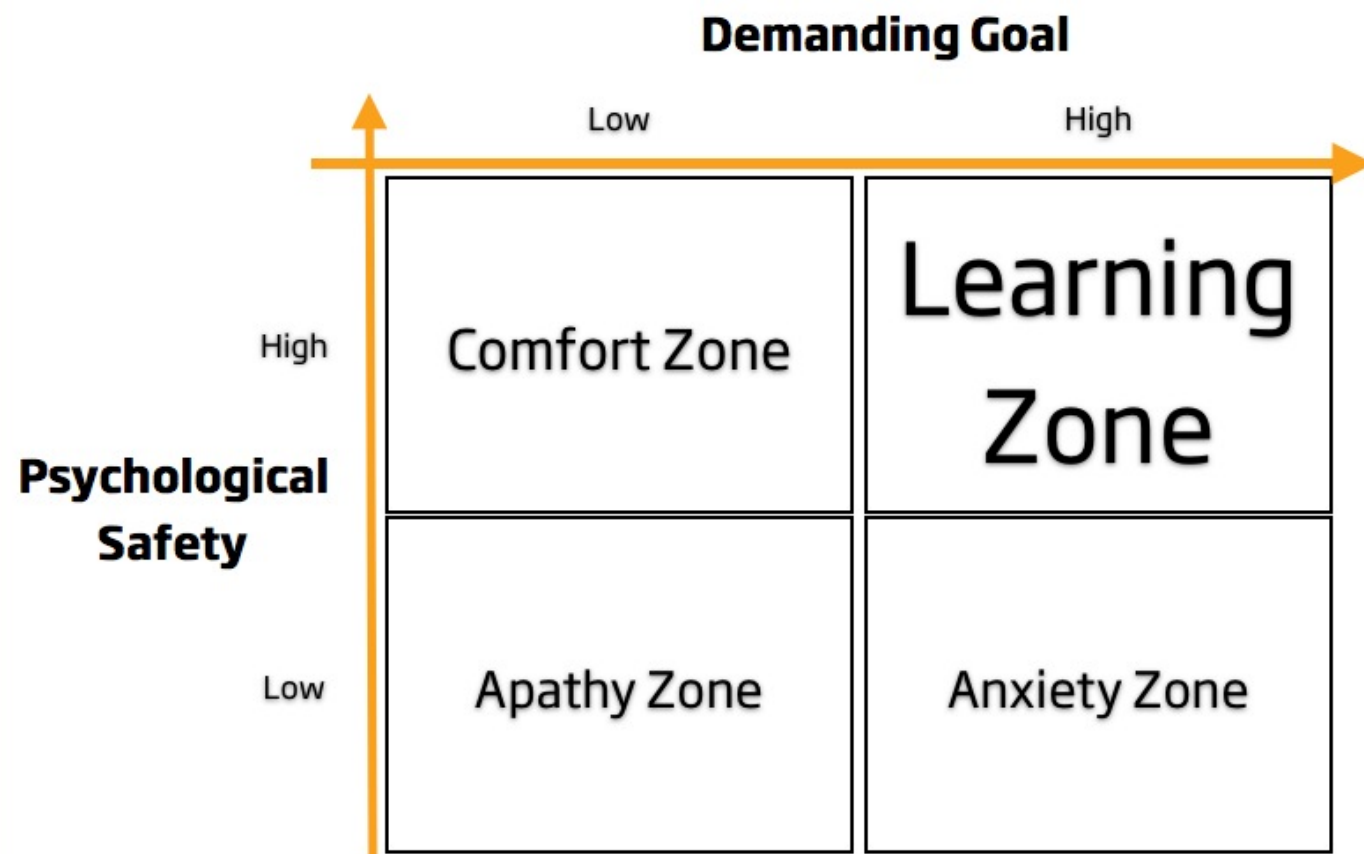 Demanding Goal
Low
High
High
Comfort Zone
Learning
Zone
Psychological
Safety
Low
Apathy Zone
Anxiety Zone